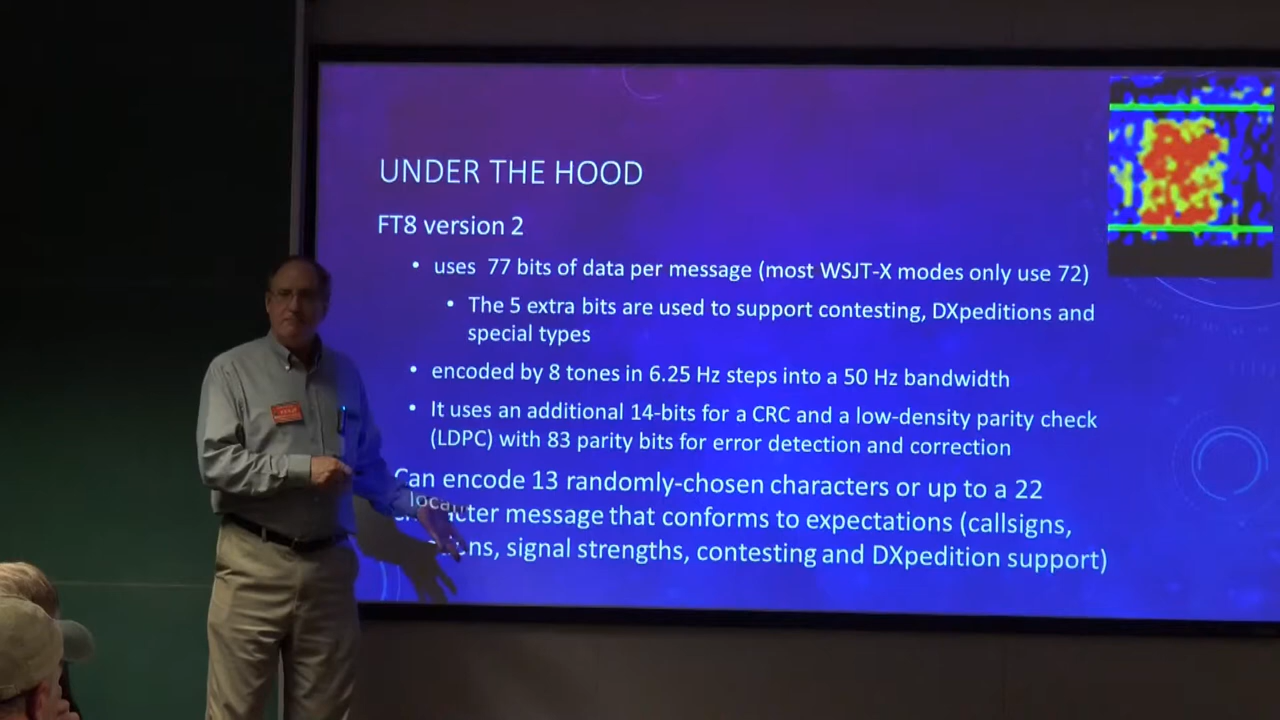 UNDER THE HOOD
FT8 version 2
• uses 77 bits of data per message (most WSJT-X modes only use 72)
• The 5 extra bits are used to support contesting, DXpeditions and
special types
• encoded by 8 tones in 6.25 Hz steps into a 50 Hz bandwidth
• It uses an additional 14-bits for a CRC and a low-density parity check
(LDPC) with 83 parity bits for error detection and correction
Can encode 13 randomly-chosen characters or up to a 22
message that conforms to expectations (callsigns,
signal strengths, contesting and DXpedition support)